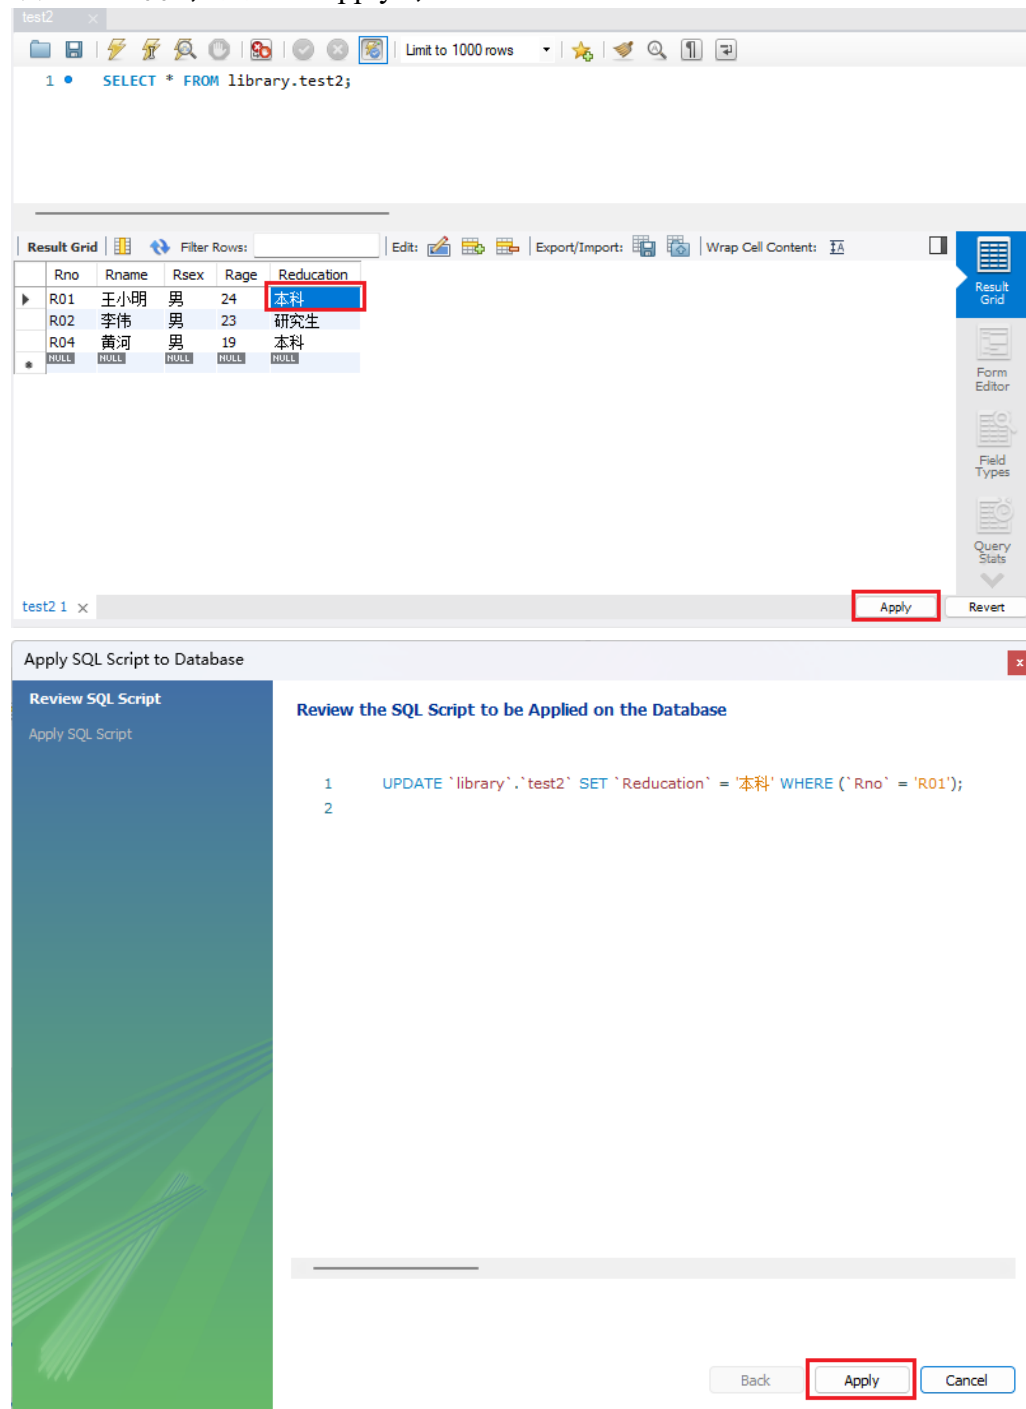 Apply
test2
Limit to 1000 rows
1 SELECT * FROM library.test2;
Result Grid Filter Rows: Edit: Export/Import: Wrap Cell Content: IA
Rno Rname Rsex Rage Reducation
R01 王小明 男 24 本科
R02 李伟 男 23 研究生
R04 黄河 男 19 本科
NULL NULL NULL NULL NULL
Result
Grid
Form
Editor
Field
Types
Query
Stats
test2 1 Apply Revert
Apply SQL Script to Database
Review SQL Script
Apply SQL Script
Review the SQL Script to be Applied on the Database
1 UPDATE `library`.`test2` SET `Reducation` = '本科' WHERE (`Rno` = 'R01');
2
Back Apply Cancel